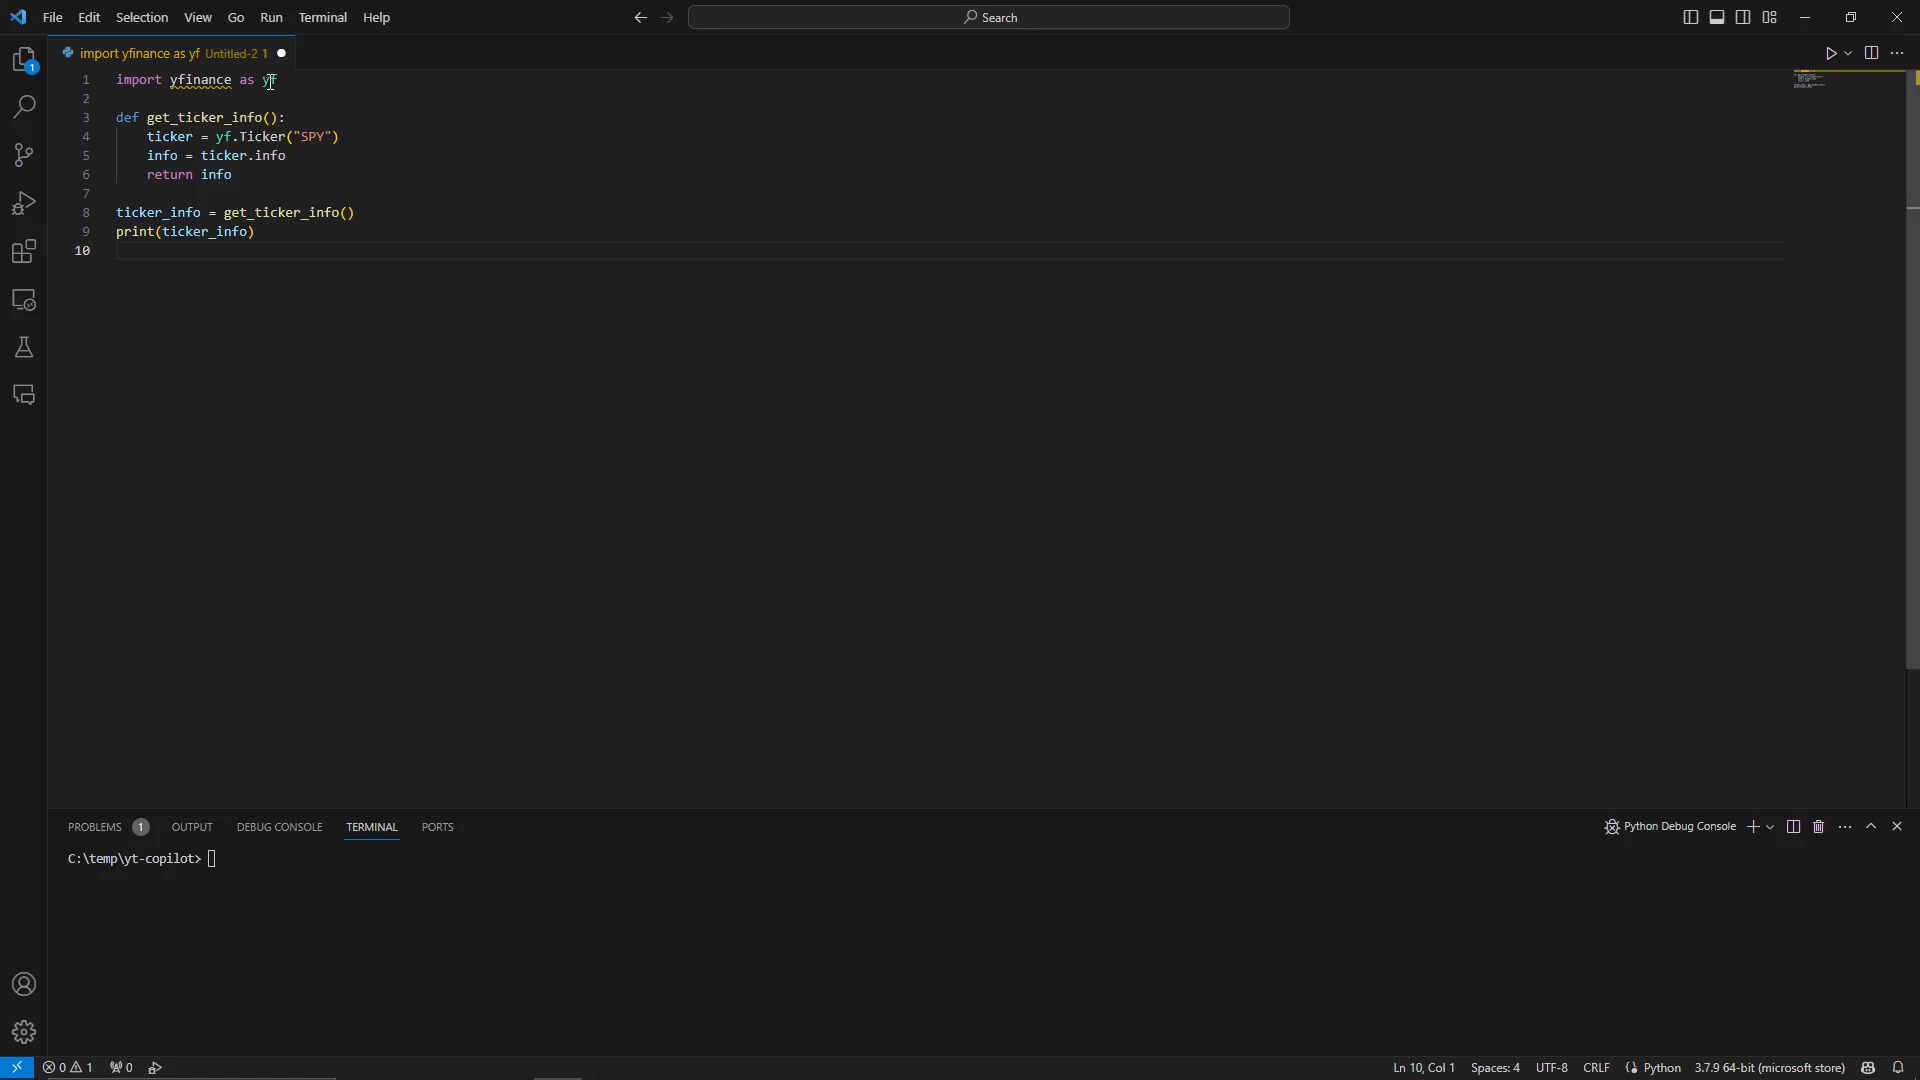 File Edit Selection View Go Run Terminal Help
Search
1
import yfinance as yf Untitled-2 1
1 import yfinance as yf
2
3 def get_ticker_info():
4 ticker = yf.Ticker("SPY")
5 info = ticker.info
6 return info
7
8 ticker_info = get_ticker_info()
9 print(ticker_info)
10
PROBLEMS 1 OUTPUT DEBUG CONSOLE TERMINAL PORTS
Python Debug Console
C:\temp\yt-copilot>
0 1 0
Ln 10, Col 1 Spaces: 4 UTF-8 CRLF Python 3.7.9 64-bit (microsoft store)